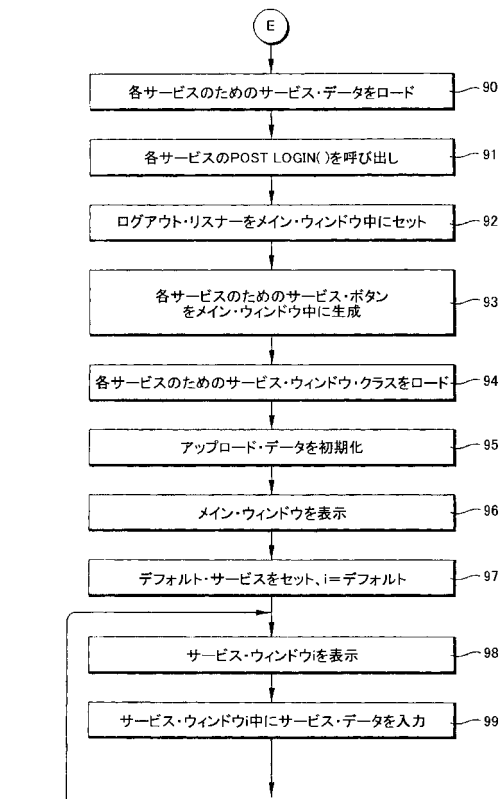 E
各サービスのためのサービス・データをロード
90
各サービスのPOST LOGIN( )を呼び出し
91
ログアウト・リスナーをメイン・ウィンドウ中にセット
92
各サービスのためのサービス・ボタン
をメイン・ウィンドウ中に生成
93
各サービスのためのサービス・ウィンドウ・クラスをロード
94
アップロード・データを初期化
95
メイン・ウィンドウを表示
96
デフォルト・サービスをセット、i=デフォルト
97
サービス・ウィンドウiを表示
98
サービス・ウィンドウi中にサービス・データを入力
99